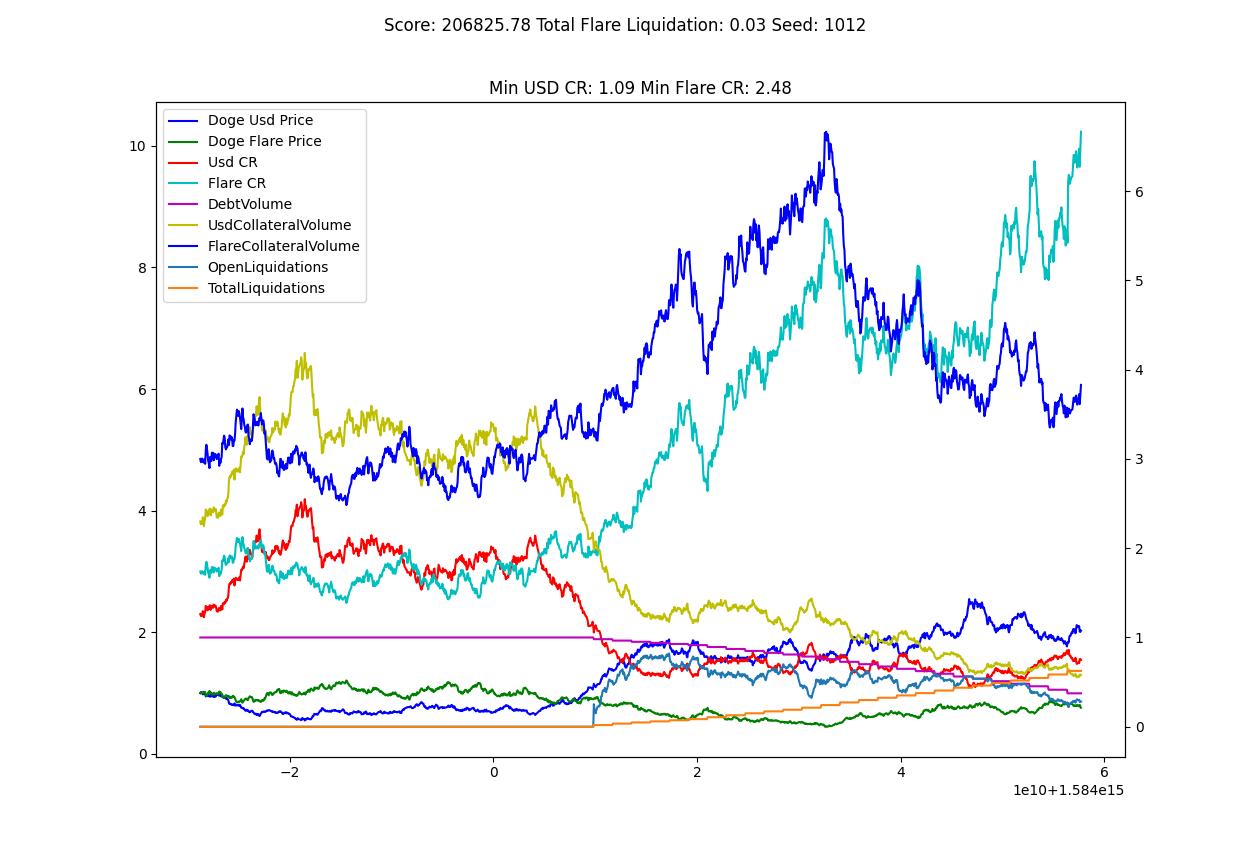 Score: 206825.78 Total Flare Liquidation: 0.03 Seed: 1012
Min USD CR: 1.09 Min Flare CR: 2.48
Doge Usd Price
Doge Flare Price
Usd CR
Flare CR
DebtVolume
UsdCollateralVolume
FlareCollateralVolume
OpenLiquidations
TotalLiquidations
10
8
6
4
2
0
6
5
4
3
2
1
0
−2 0 2 4 6
1e10+1.584e15